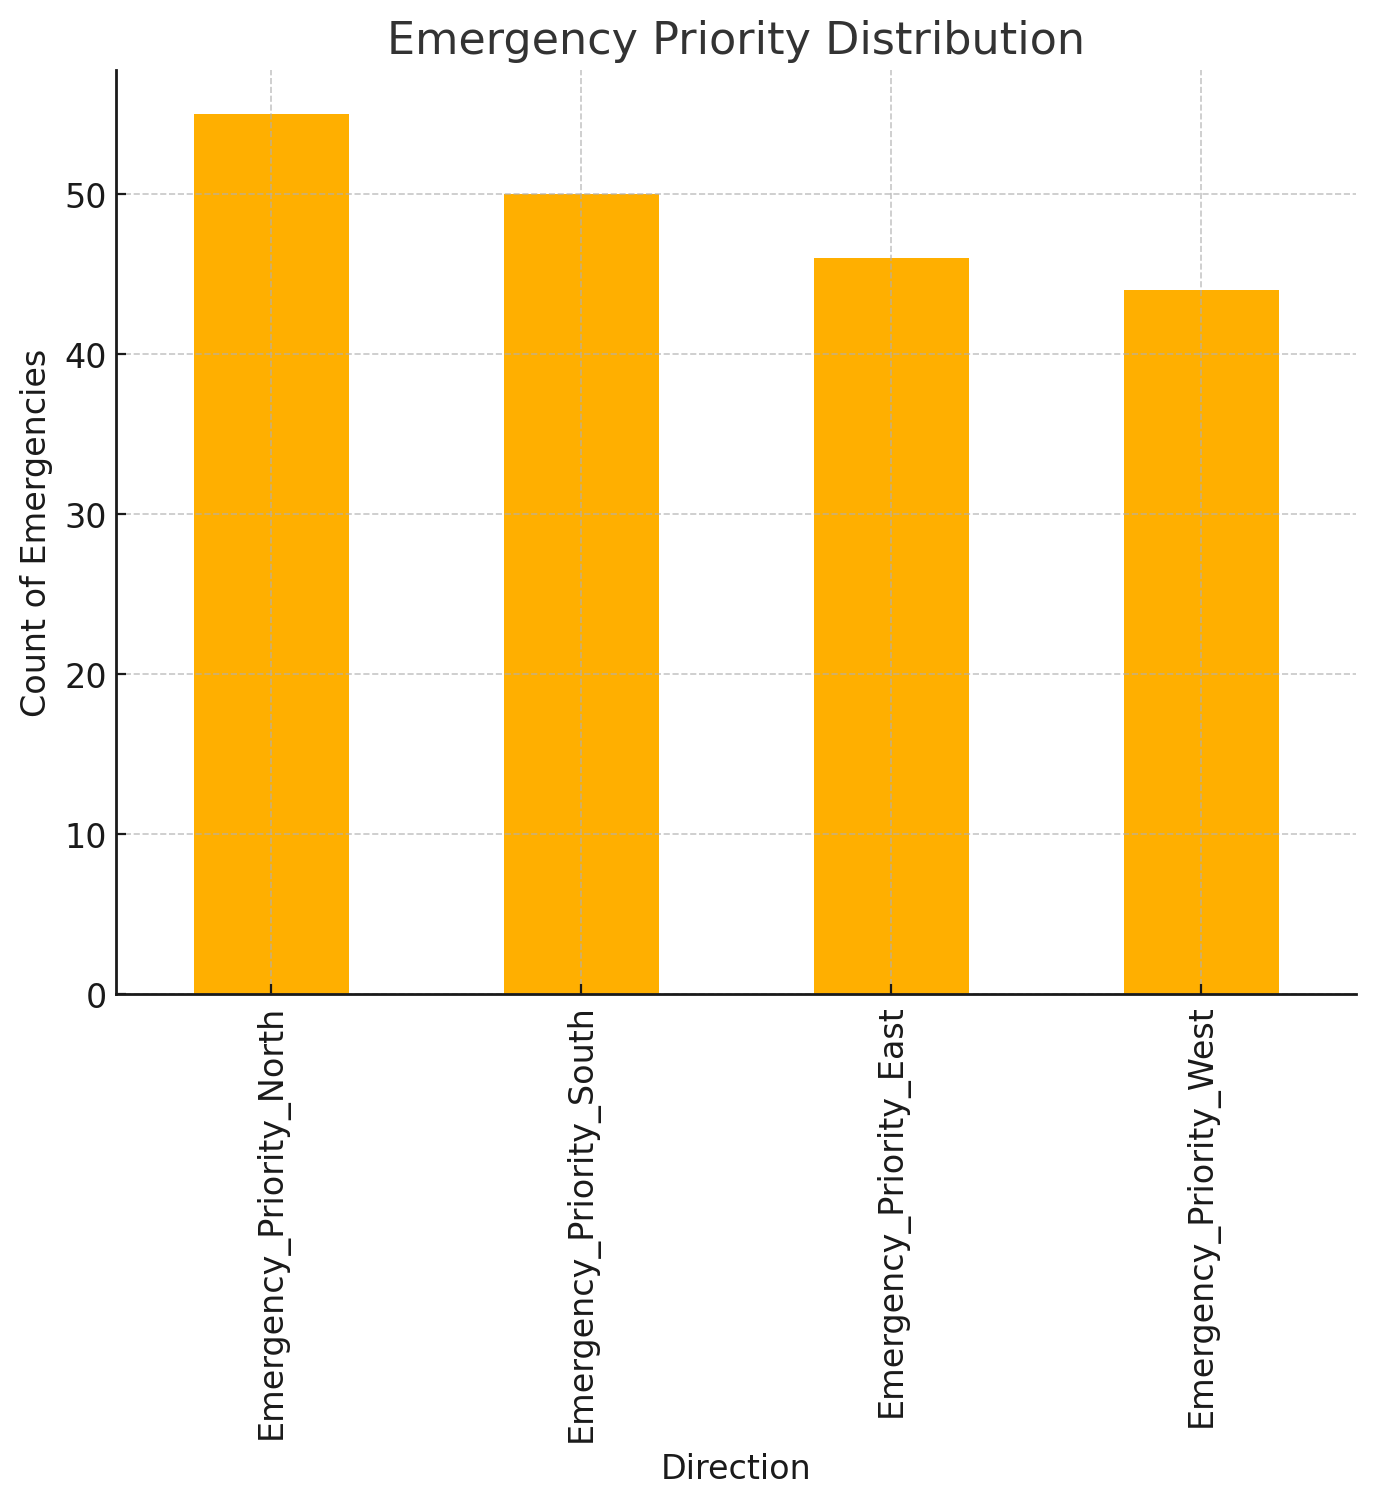 Emergency Priority Distribution
Count of Emergencies
50
40
30
20
10
0
Emergency_Priority_North
Emergency_Priority_South
Emergency_Priority_East
Emergency_Priority_West
Direction